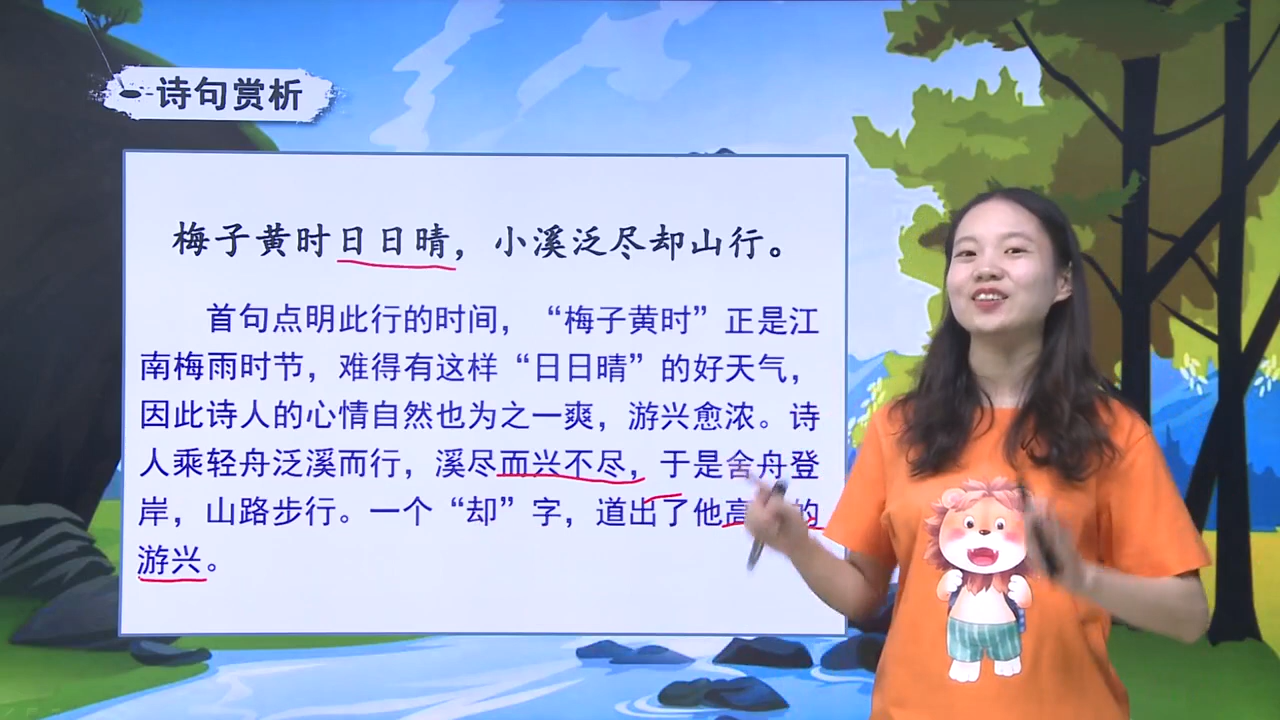 诗句赏析
梅子黄时日日晴，小溪泛尽却山行。
首句点明此行的时间，“梅子黄时”正是江
南梅雨时节，难得有这样“日日晴”的好天气，
因此诗人的心情自然也为之一爽，游兴愈浓。诗
人乘轻舟泛溪而行，溪尽而兴不尽，于是舍舟登
岸，山路步行。一个“却”字，道出了他高的
游兴。